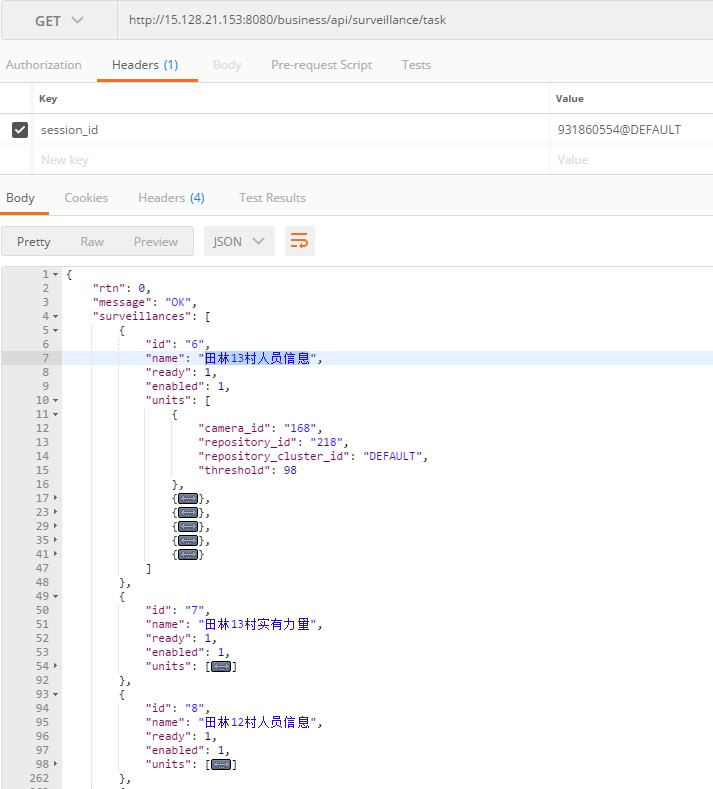 GET http://15.128.21.153:8080/business/api/surveillance/task
Authorization Headers (1) Body Pre-request Script Tests
Key Value
session_id 931860554@DEFAULT
New key Value
Body Cookies Headers (4) Test Results
Pretty Raw Preview JSON
1 {
2 "rtn": 0,
3 "message": "OK",
4 "surveillances": [
5 {
6 "id": "6",
7 "name": "田林13村人员信息",
8 "ready": 1,
9 "enabled": 1,
10 "units": [
11 {
12 "camera_id": "168",
13 "repository_id": "218",
14 "repository_cluster_id": "DEFAULT",
15 "threshold": 98
16 },
17 {↔},
23 {↔},
29 {↔},
35 {↔},
41 {↔}
47 ]
48 },
49 {
50 "id": "7",
51 "name": "田林13村实有力量",
52 "ready": 1,
53 "enabled": 1,
54 "units": [↔]
92 },
93 {
94 "id": "8",
95 "name": "田林12村人员信息",
96 "ready": 1,
97 "enabled": 1,
98 "units": [↔]
262 },